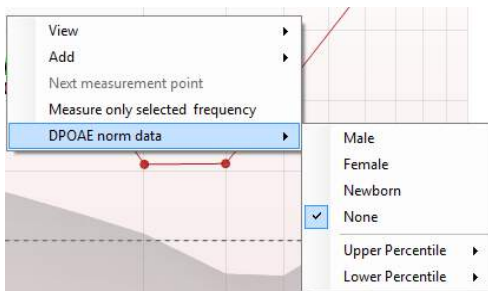 View
Add
Next measurement point
Measure only selected frequency
DPOAE norm data
Male
Female
Newborn
None
Upper Percentile
Lower Percentile